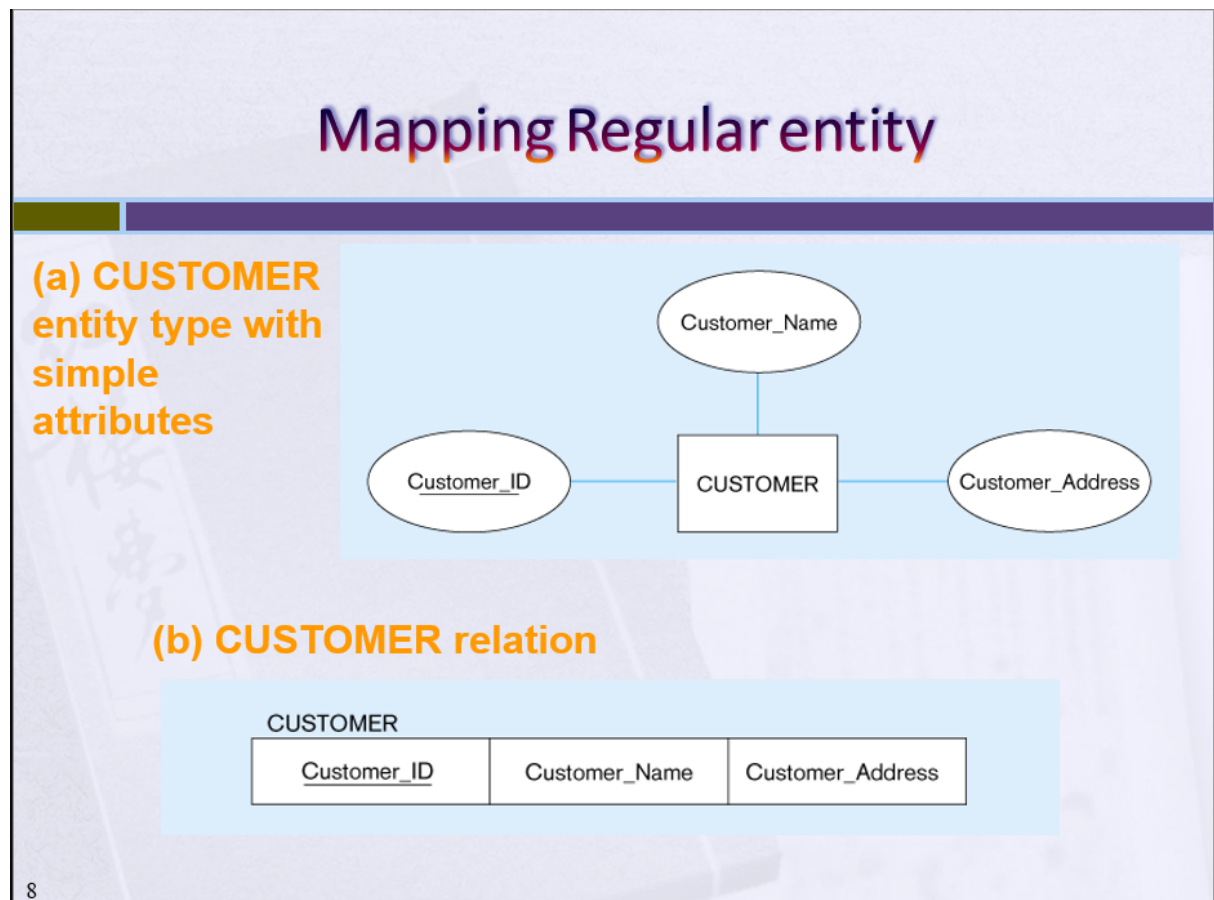 Mapping Regular entity
(a) CUSTOMER
entity type with
simple
attributes
Customer_Name
Customer_ID
CUSTOMER
Customer_Address
(b) CUSTOMER relation
CUSTOMER
Customer_ID
Customer_Name
Customer_Address
8